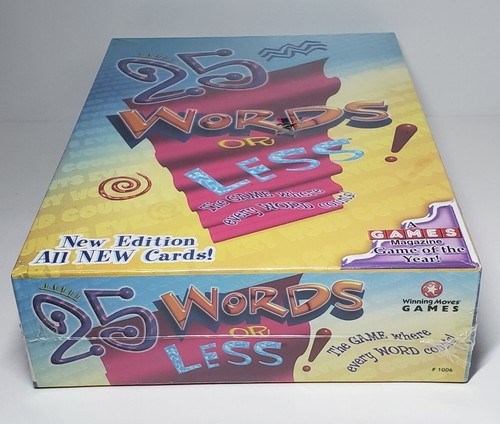 25
WORDS
OR
LESS!
The GAME where
every WORD counts!
New Edition
All NEW Cards!
A
GAMES
Magazine
Game of the
Year!
25 WORDS
OR
LESS!
The GAME where
every WORD counts!
Winning Moves
GAMES
# 1006